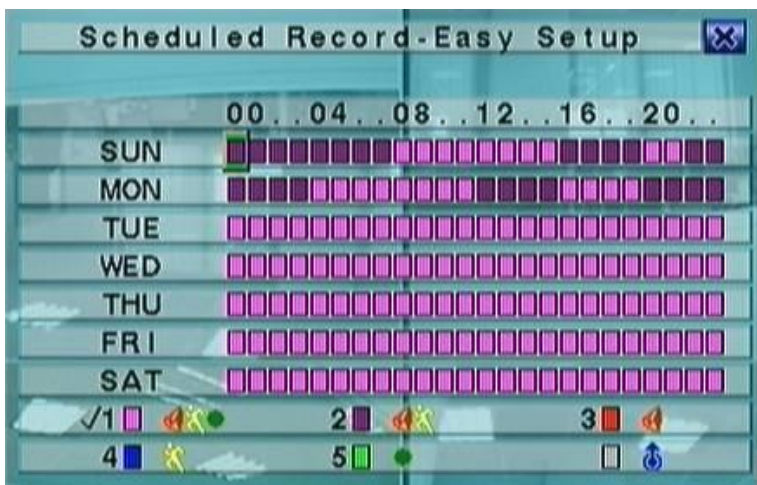 Scheduled Record-Easy Setup
00..04..08..12..16..20..
SUN
MON
TUE
WED
THU
FRI
SAT
✓1 2 3
4 5